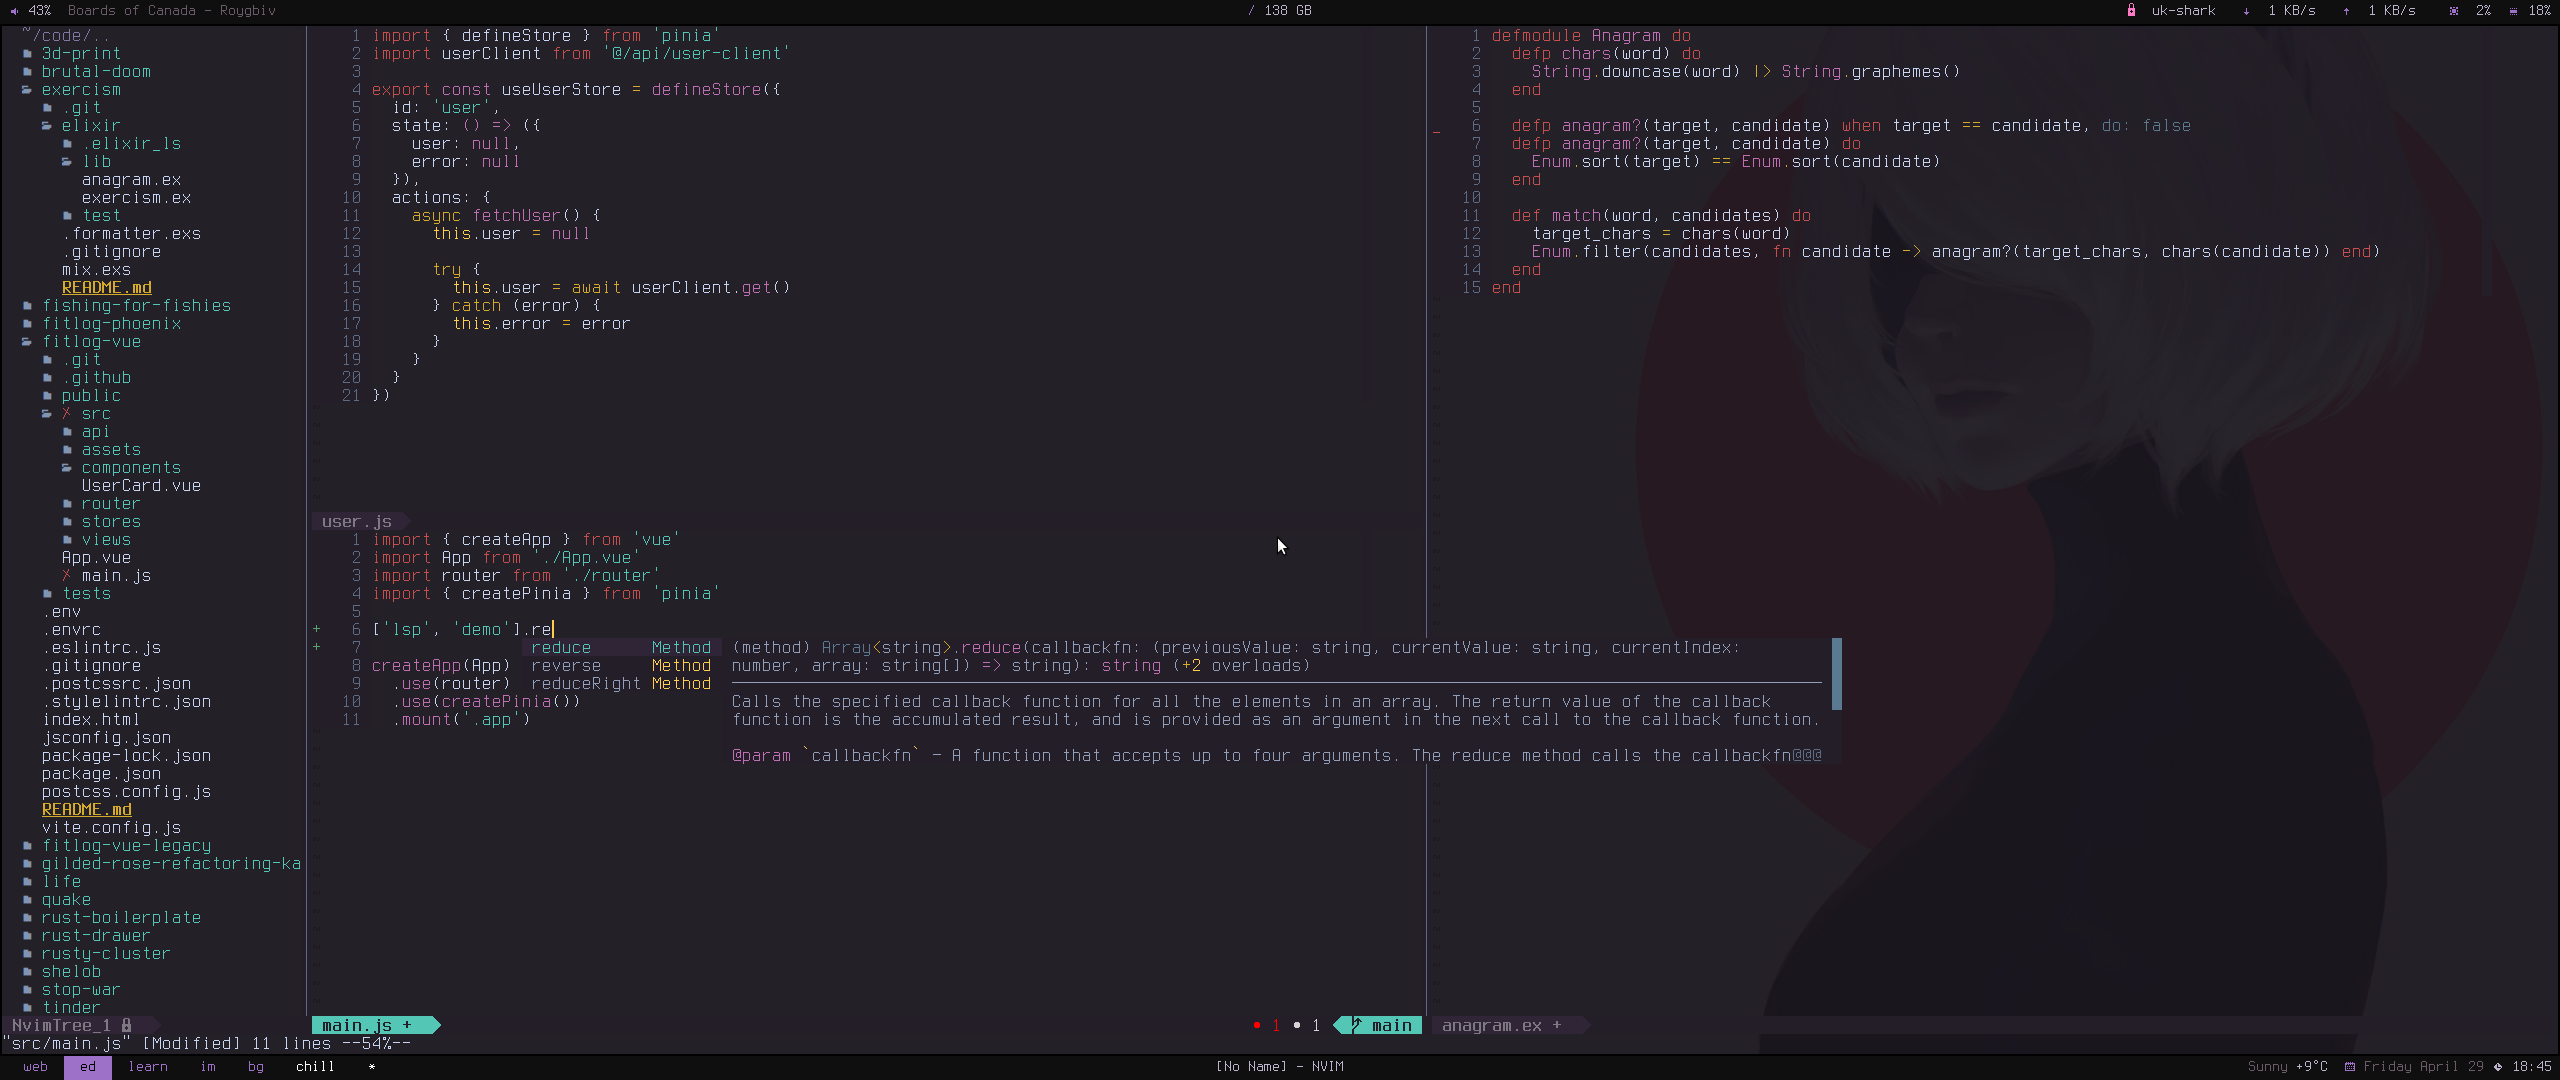 43% Boards of Canada - Roygbiv
/ 138 GB
uk-shark ↓ 1 KB/s ↑ 1 KB/s 2% 18%
~/code/..
3d-print
brutal-doom
exercism
.git
elixir
.elixir_ls
lib
anagram.ex
exercism.ex
test
.formatter.exs
.gitignore
mix.exs
README.md
fishing-for-fishies
fitlog-phoenix
fitlog-vue
.git
.github
public
✗ src
api
assets
components
UserCard.vue
router
stores
views
App.vue
✗ main.js
tests
.env
.envrc
.eslintrc.js
.gitignore
.postcssrc.json
.stylelintrc.json
index.html
jsconfig.json
package-lock.json
package.json
postcss.config.js
README.md
vite.config.js
fitlog-vue-legacy
gilded-rose-refactoring-ka
life
quake
rust-boilerplate
rust-drawer
rusty-cluster
shelob
stop-war
tinder
NvimTree_1
1 import { defineStore } from 'pinia'
2 import userClient from '@/api/user-client'
3
4 export const useUserStore = defineStore({
5   id: 'user',
6   state: () => ({
7     user: null,
8     error: null
9   }),
10   actions: {
11     async fetchUser() {
12       this.user = null
13
14       try {
15         this.user = await userClient.get()
16       } catch (error) {
17         this.error = error
18       }
19     }
20   }
21 })
user.js
1 import { createApp } from 'vue'
2 import App from './App.vue'
3 import router from './router'
4 import { createPinia } from 'pinia'
5
+ 6 ['lsp', 'demo'].re
+ 7
8 createApp(App)
9   .use(router)
10   .use(createPinia())
11   .mount('.app')
reduce Method
reverse Method
reduceRight Method
(method) Array<string>.reduce(callbackfn: (previousValue: string, currentValue: string, currentIndex:
number, array: string[]) => string): string (+2 overloads)
Calls the specified callback function for all the elements in an array. The return value of the callback
function is the accumulated result, and is provided as an argument in the next call to the callback function.
@param `callbackfn` - A function that accepts up to four arguments. The reduce method calls the callbackfn@@@
main.js +
• 1 • 1 main
1 defmodule Anagram do
2   defp chars(word) do
3     String.downcase(word) |> String.graphemes()
4   end
5
_ 6   defp anagram?(target, candidate) when target == candidate, do: false
7   defp anagram?(target, candidate) do
8     Enum.sort(target) == Enum.sort(candidate)
9   end
10
11   def match(word, candidates) do
12     target_chars = chars(word)
13     Enum.filter(candidates, fn candidate -> anagram?(target_chars, chars(candidate)) end)
14   end
15 end
anagram.ex +
"src/main.js" [Modified] 11 lines --54%--
web ed learn im bg chill *
[No Name] - NVIM
Sunny +9°C Friday April 29 18:45